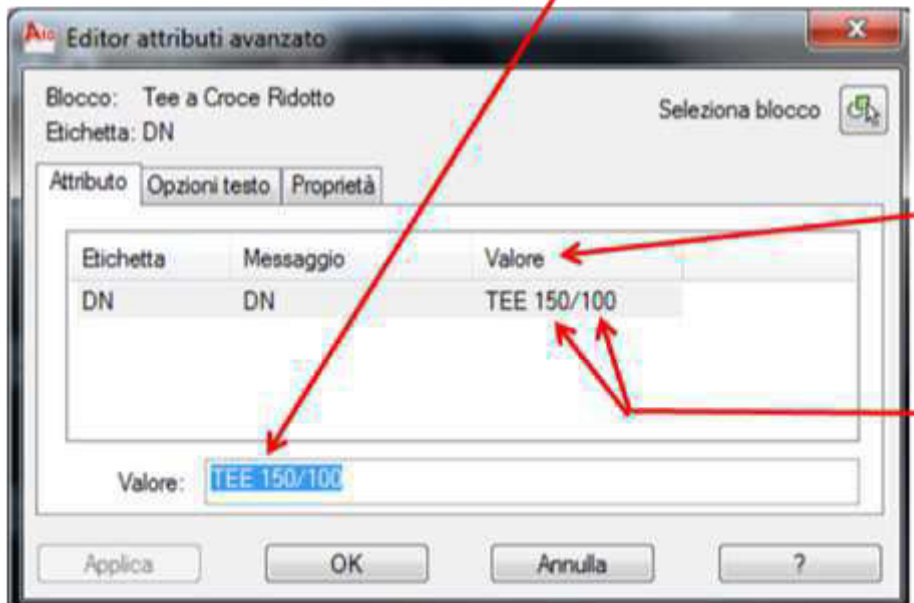 Editor attributi avanzato
Blocco: Tee a Croce Ridotto
Seleziona blocco
Etichetta: DN
Attributo Opzioni testo Proprietà
Etichetta Messaggio Valore
DN DN TEE 150/100
Valore: TEE 150/100
Applica OK Annulla ?